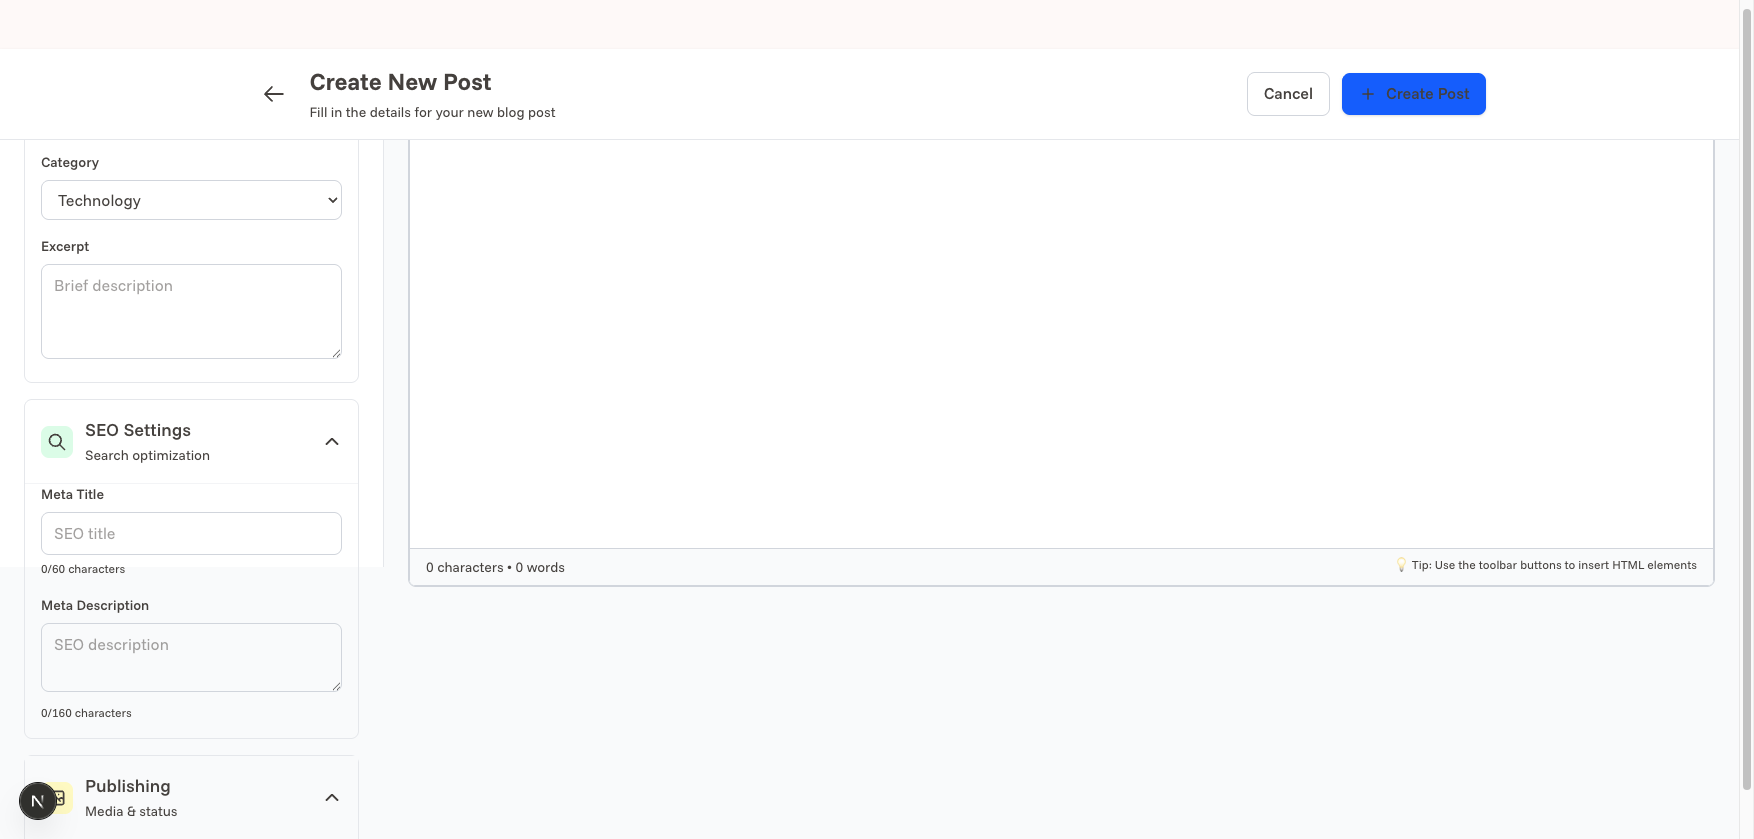 Create New Post
Fill in the details for your new blog post
Cancel
+ Create Post
Category
Technology
Excerpt
Brief description
SEO Settings
Search optimization
Meta Title
SEO title
0/60 characters
Meta Description
SEO description
0/160 characters
Publishing
Media & status
N
0 characters • 0 words
💡 Tip: Use the toolbar buttons to insert HTML elements